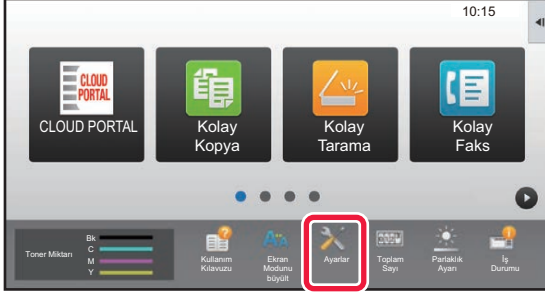 10:15
CLOUD
PORTAL
CLOUD PORTAL
Kolay
Kopya
Kolay
Tarama
Kolay
Faks
Toner Miktarı
Bk
C
M
Y
Kullanım
Kılavuzu
Ekran
Modunu
büyült
Ayarlar
Toplam
Sayı
Parlaklık
Ayarı
İş
Durumu